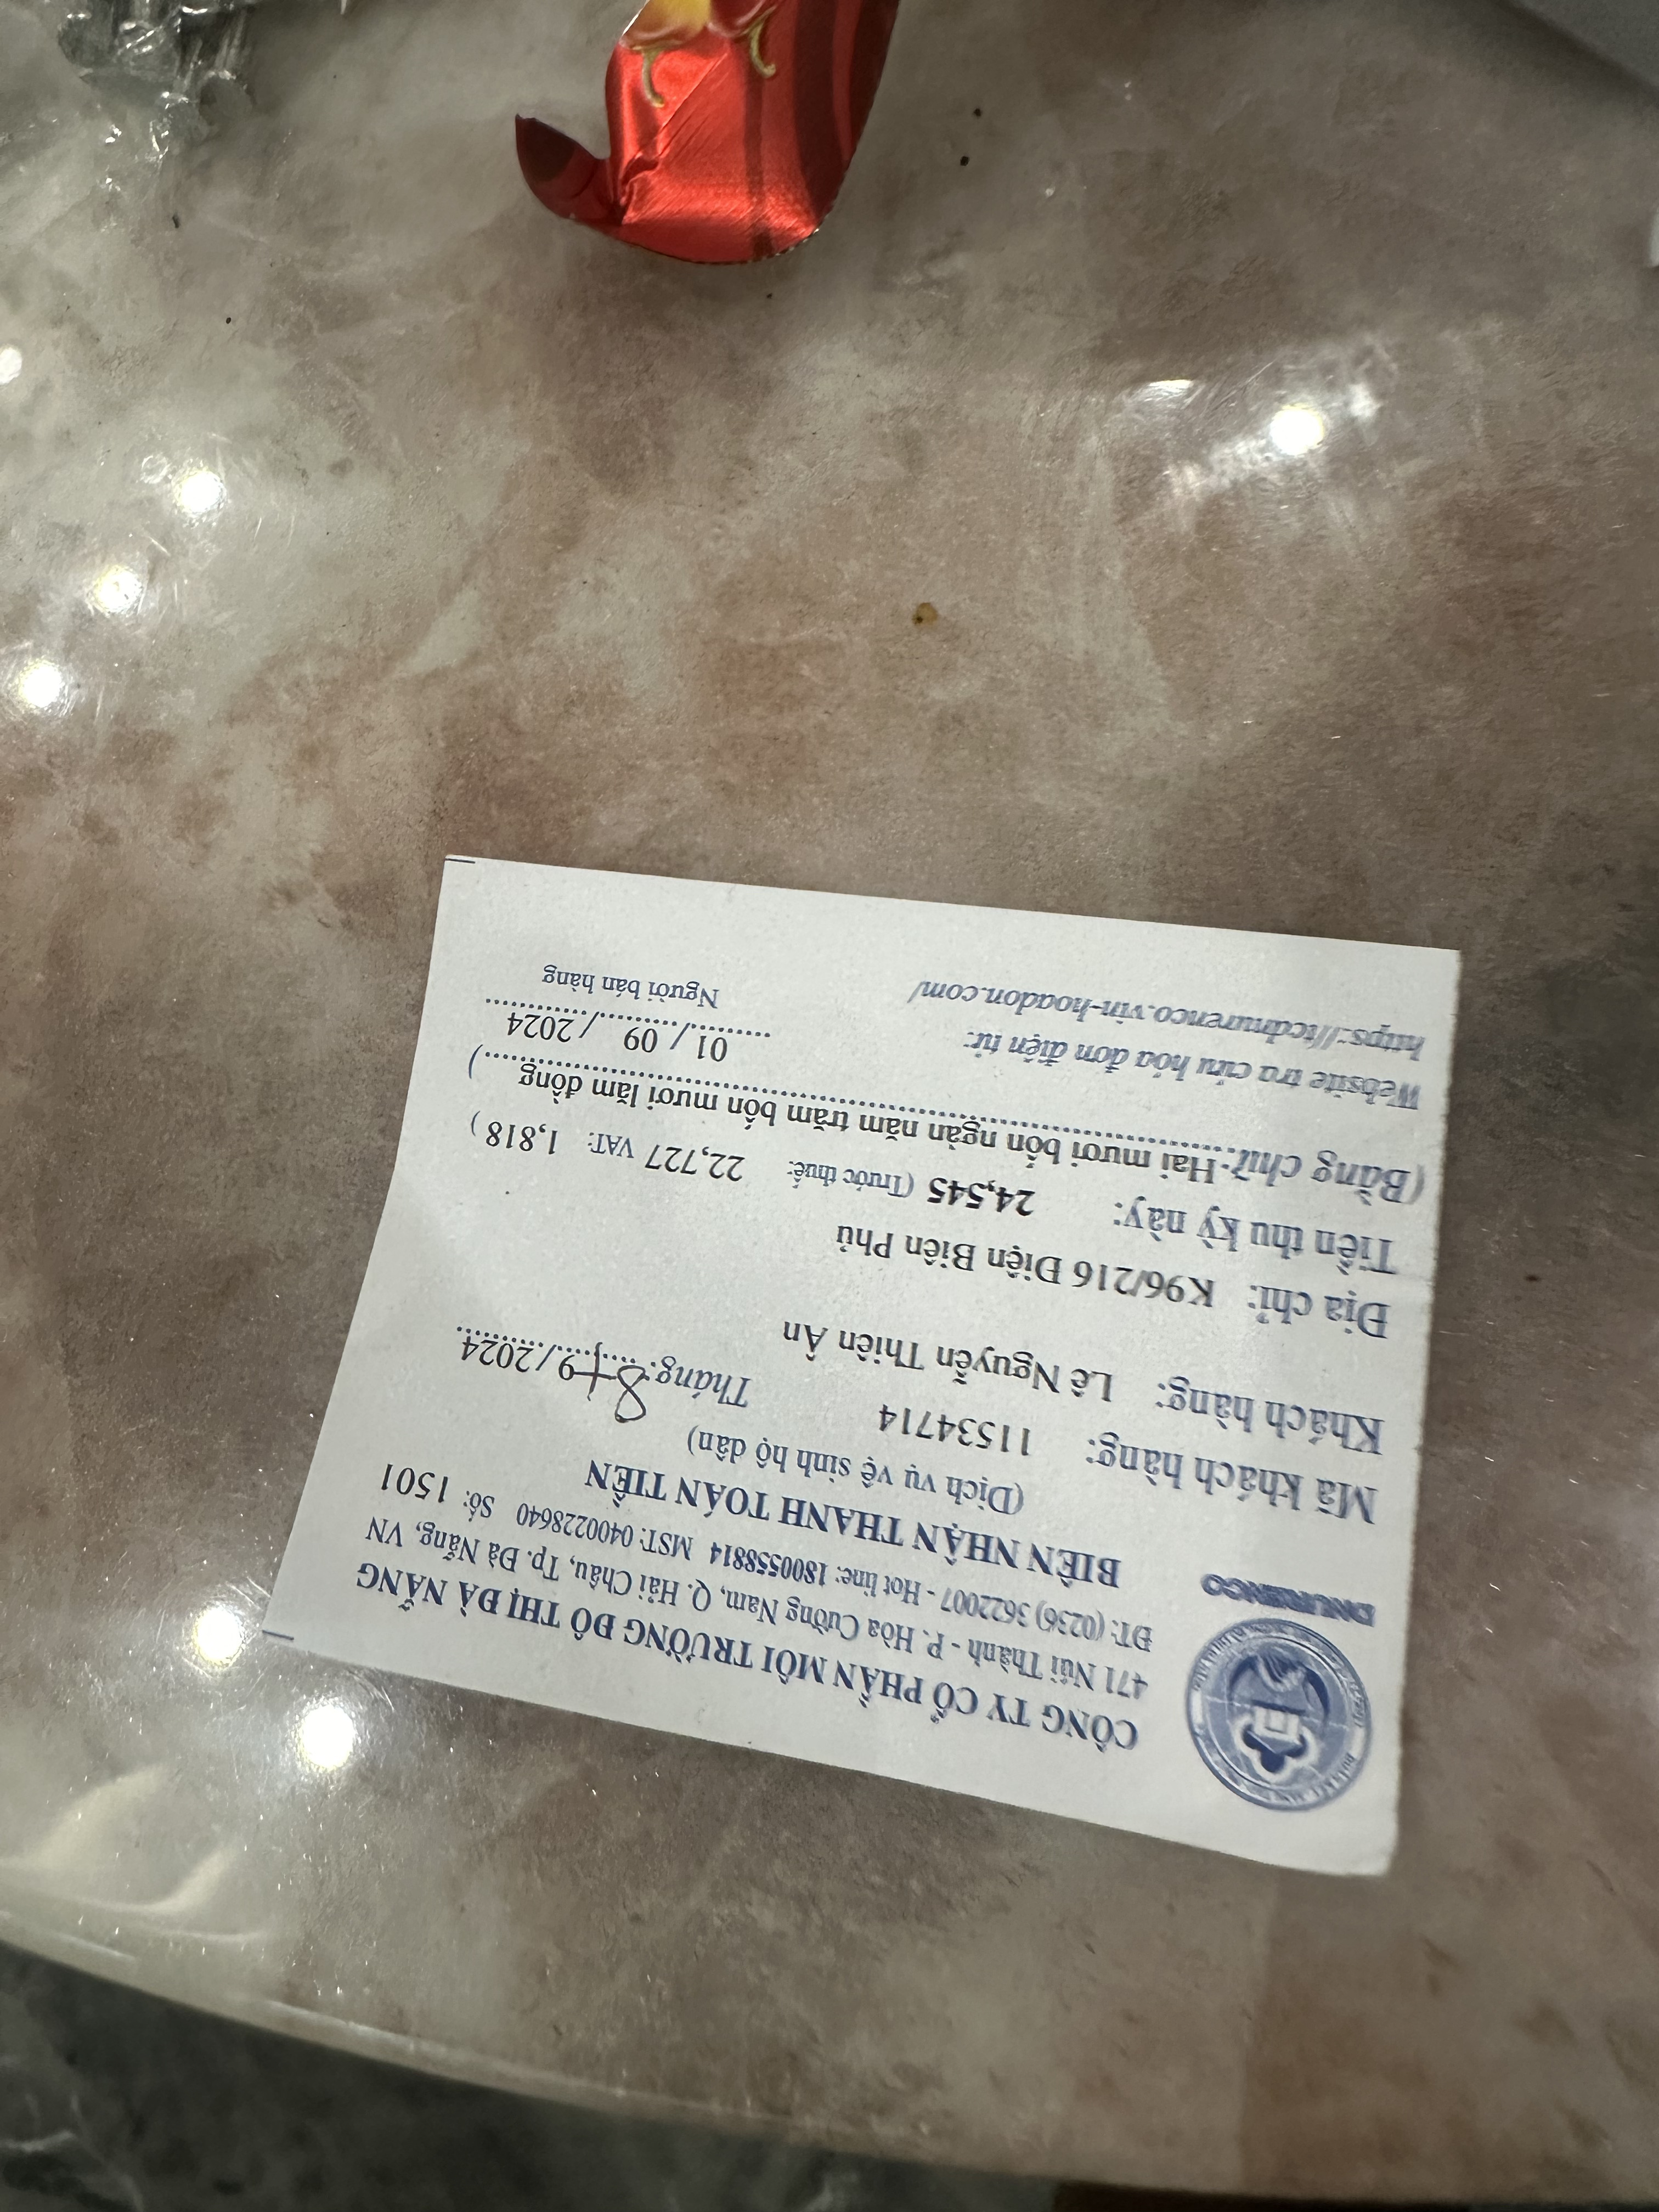 CÔNG TY CỔ PHẦN MÔI TRƯỜNG ĐÔ THỊ ĐÀ NẴNG
471 Núi Thành - P. Hòa Cường Nam, Q. Hải Châu, Tp. Đà Nẵng, VN
ĐT: (0236) 3622007 - Hot line: 1800558814 MST: 0400228640 Số: 1501
DNURENCO
BIÊN NHẬN THANH TOÁN TIỀN
(Dịch vụ vệ sinh hộ dân)
Mã khách hàng: 11534714 Tháng 8+9/2024
Khách hàng: Lê Nguyễn Thiên Ân
Địa chỉ: K96/216 Điện Biên Phủ
Tiền thu kỳ này: 24,545 (Trước thuế: 22,727 VAT: 1,818)
(Bằng chữ: Hai mươi bốn ngàn năm trăm bốn mươi lăm đồng)
Website tra cứu hóa đơn điện tử:
https://tcdnurenco.vin-hoadon.com/
01/09/2024
Người bán hàng